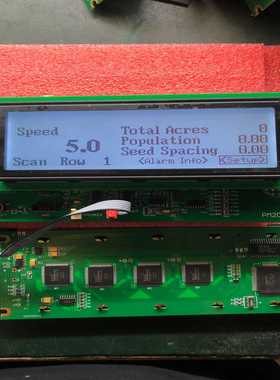 Speed
5.0
Total Acres 0
Population 0.00
Seed Spacing 0.00
Scan Row 1 <Alarm Info> <Setup>